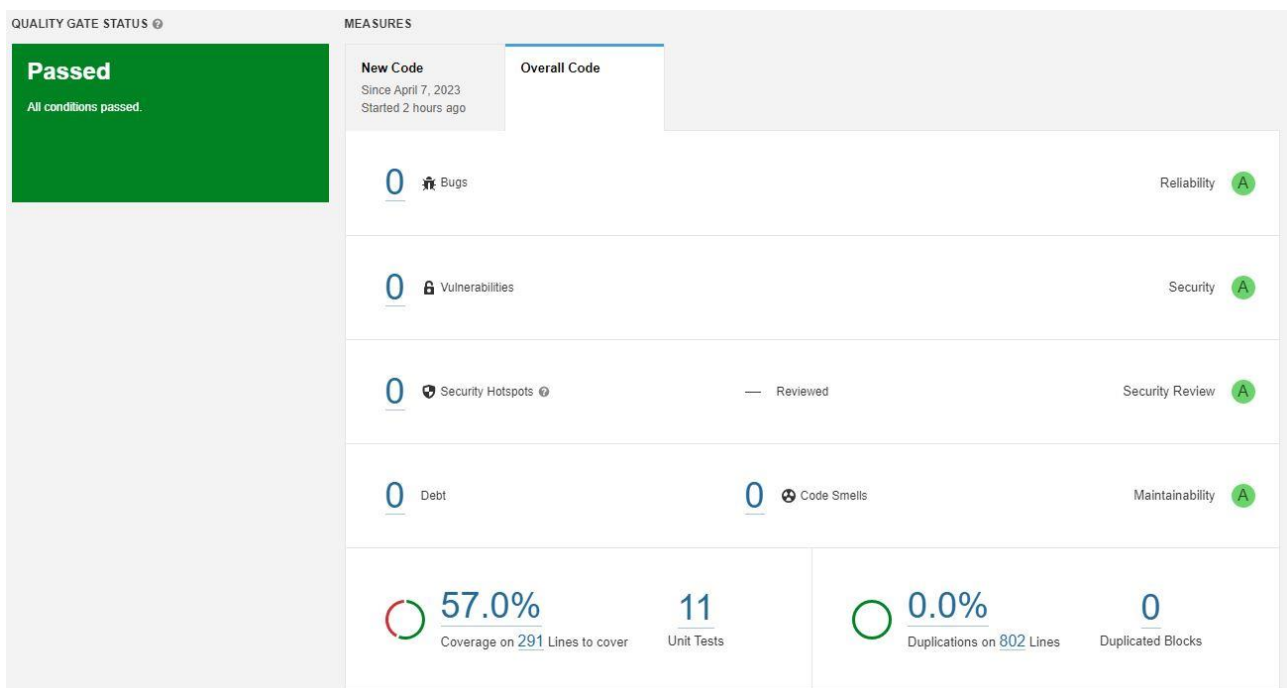 QUALITY GATE STATUS
MEASURES
Passed
All conditions passed.
New Code
Since April 7, 2023
Started 2 hours ago
Overall Code
0 Bugs
Reliability A
0 Vulnerabilities
Security A
0 Security Hotspots
— Reviewed
Security Review A
0 Debt
0 Code Smells
Maintainability A
57.0%
Coverage on 291 Lines to cover
11
Unit Tests
0.0%
Duplications on 802 Lines
0
Duplicated Blocks